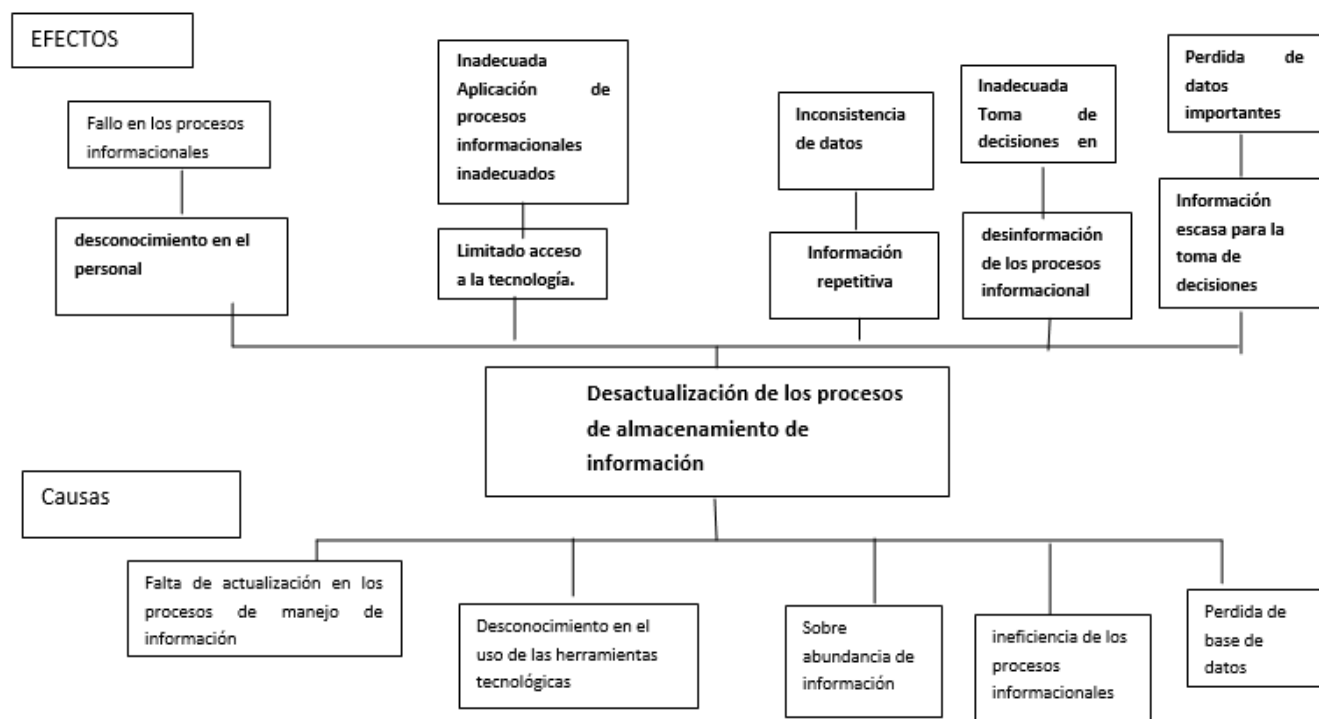 EFECTOS
Fallo en los procesos
informacionales
desconocimiento en el
personal
Inadecuada
Aplicación de
procesos
informacionales
inadecuados
Limitado acceso
a la tecnología.
Inconsistencia
de datos
Información
repetitiva
Inadecuada
Toma de
decisiones en
desinformación
de los procesos
informacional
Perdida de
datos
importantes
Información
escasa para la
toma de
decisiones
Desactualización de los procesos
de almacenamiento de
información
Causas
Falta de actualización en los
procesos de manejo de
información
Desconocimiento en el
uso de las herramientas
tecnológicas
Sobre
abundancia de
información
ineficiencia de los
procesos
informacionales
Perdida de
base de
datos